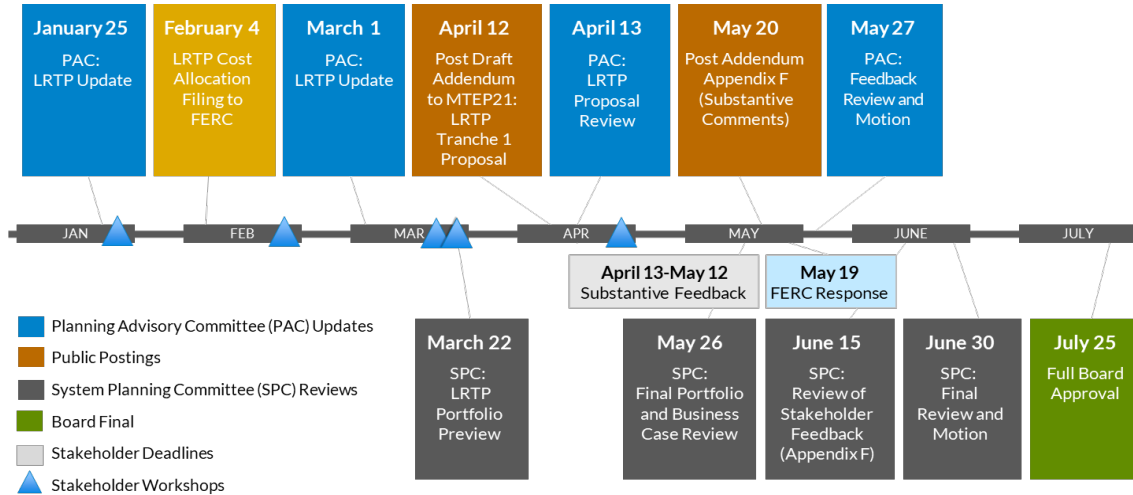 January 25
PAC:
LRTP Update
February 4
LRTP Cost
Allocation
Filing to
FERC
March 1
PAC:
LRTP Update
April 12
Post Draft
Addendum
to MTEP21:
LRTP
Tranche 1
Proposal
April 13
PAC:
LRTP
Proposal
Review
May 20
Post Addendum
Appendix F
(Substantive
Comments)
May 27
PAC:
Feedback
Review and
Motion
JAN
FEB
MAR
APR
MAY
JUNE
JULY
April 13-May 12
Substantive Feedback
May 19
FERC Response
Planning Advisory Committee (PAC) Updates
Public Postings
System Planning Committee (SPC) Reviews
Board Final
Stakeholder Deadlines
Stakeholder Workshops
March 22
SPC:
LRTP
Portfolio
Preview
May 26
SPC:
Final Portfolio
and Business
Case Review
June 15
SPC:
Review of
Stakeholder
Feedback
(Appendix F)
June 30
SPC:
Final
Review and
Motion
July 25
Full Board
Approval